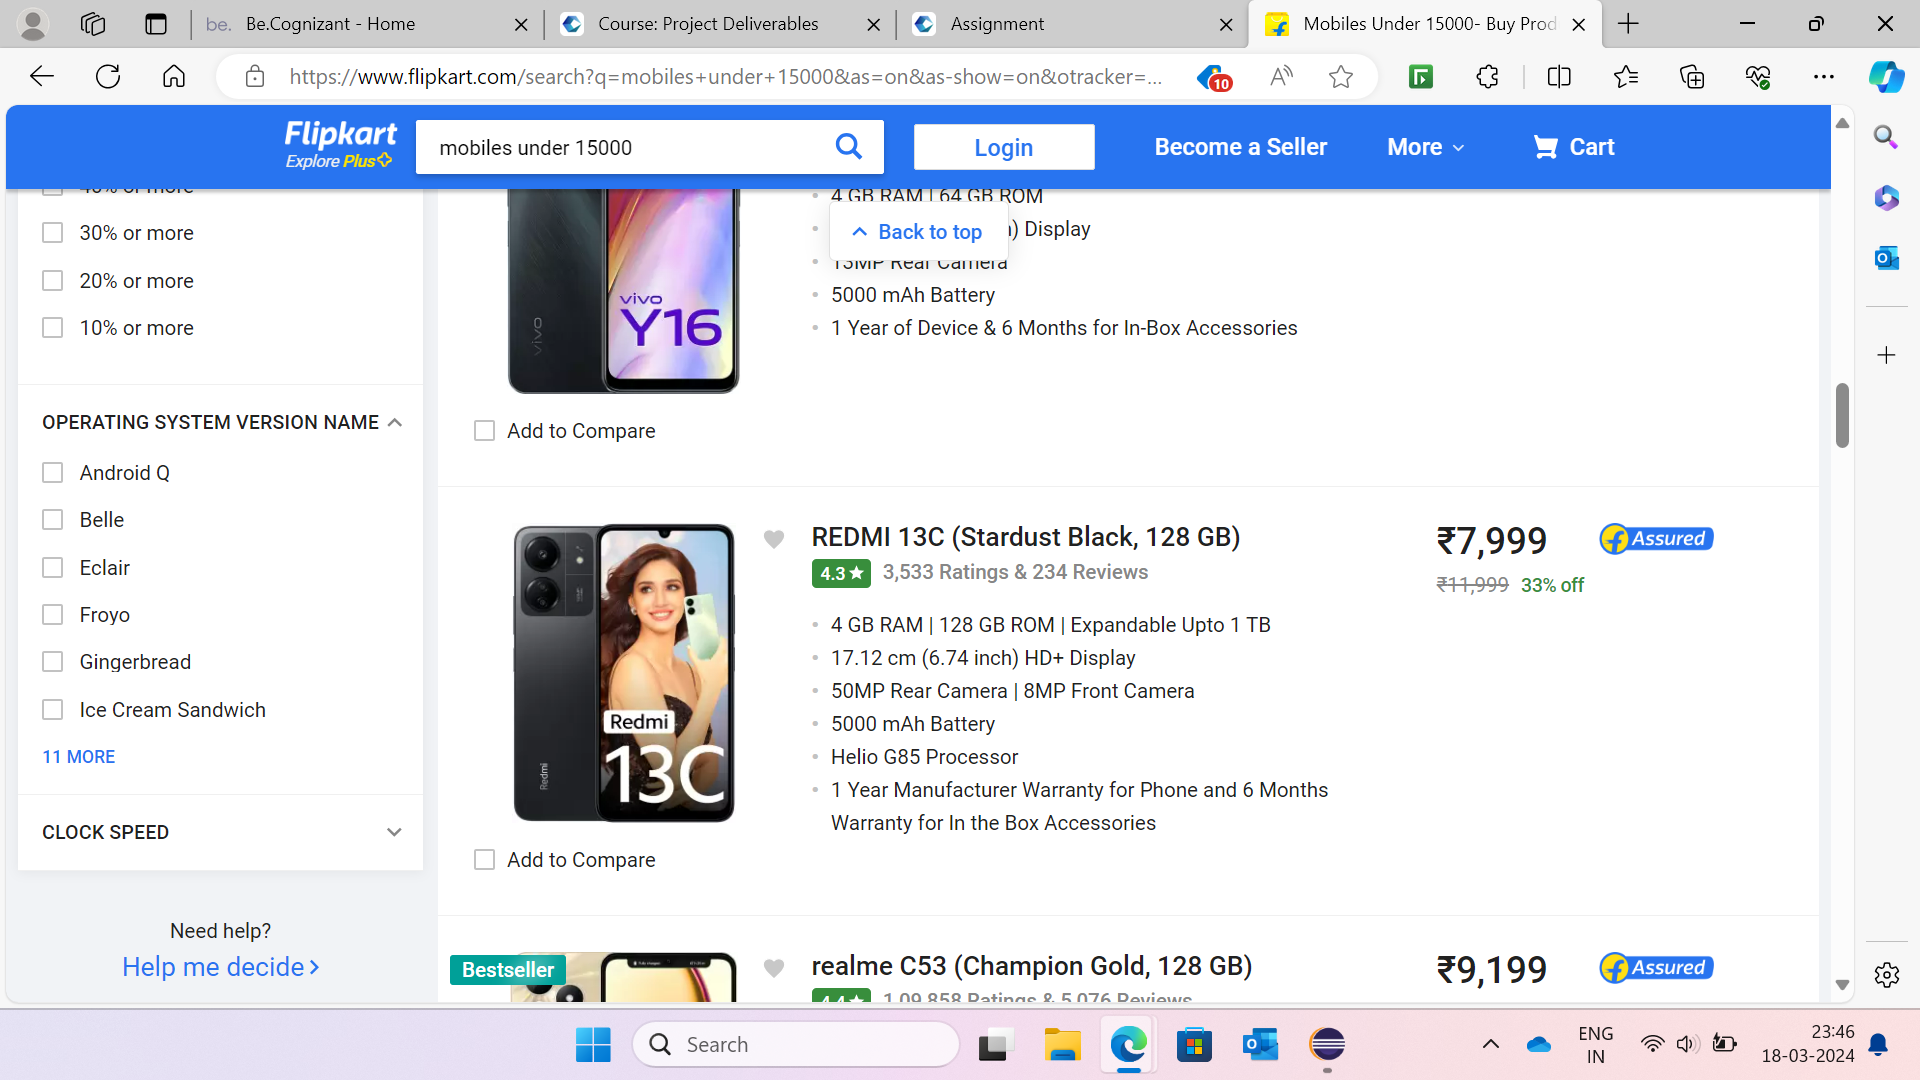 be. Be.Cognizant - Home
Course: Project Deliverables
Assignment
Mobiles Under 15000- Buy Prod
https://www.flipkart.com/search?q=mobiles+under+15000&as=on&as-show=on&otracker=...
10
Flipkart
Explore Plus
mobiles under 15000
Login
Become a Seller
More
Cart
40% or more
30% or more
20% or more
10% or more
OPERATING SYSTEM VERSION NAME
Android Q
Belle
Eclair
Froyo
Gingerbread
Ice Cream Sandwich
11 MORE
CLOCK SPEED
Need help?
Help me decide
Back to top
4 GB RAM | 64 GB ROM
) Display
13MP Rear Camera
5000 mAh Battery
1 Year of Device & 6 Months for In-Box Accessories
vivo
vivo
Y16
Add to Compare
REDMI 13C (Stardust Black, 128 GB)
4.3
3,533 Ratings & 234 Reviews
4 GB RAM | 128 GB ROM | Expandable Upto 1 TB
17.12 cm (6.74 inch) HD+ Display
50MP Rear Camera | 8MP Front Camera
5000 mAh Battery
Helio G85 Processor
1 Year Manufacturer Warranty for Phone and 6 Months
Warranty for In the Box Accessories
₹7,999
Assured
₹11,999 33% off
Redmi
Redmi
13C
Add to Compare
Bestseller
realme C53 (Champion Gold, 128 GB)
4.4
1,09,858 Ratings & 5,076 Reviews
₹9,199
Assured
Search
ENG
IN
23:46
18-03-2024